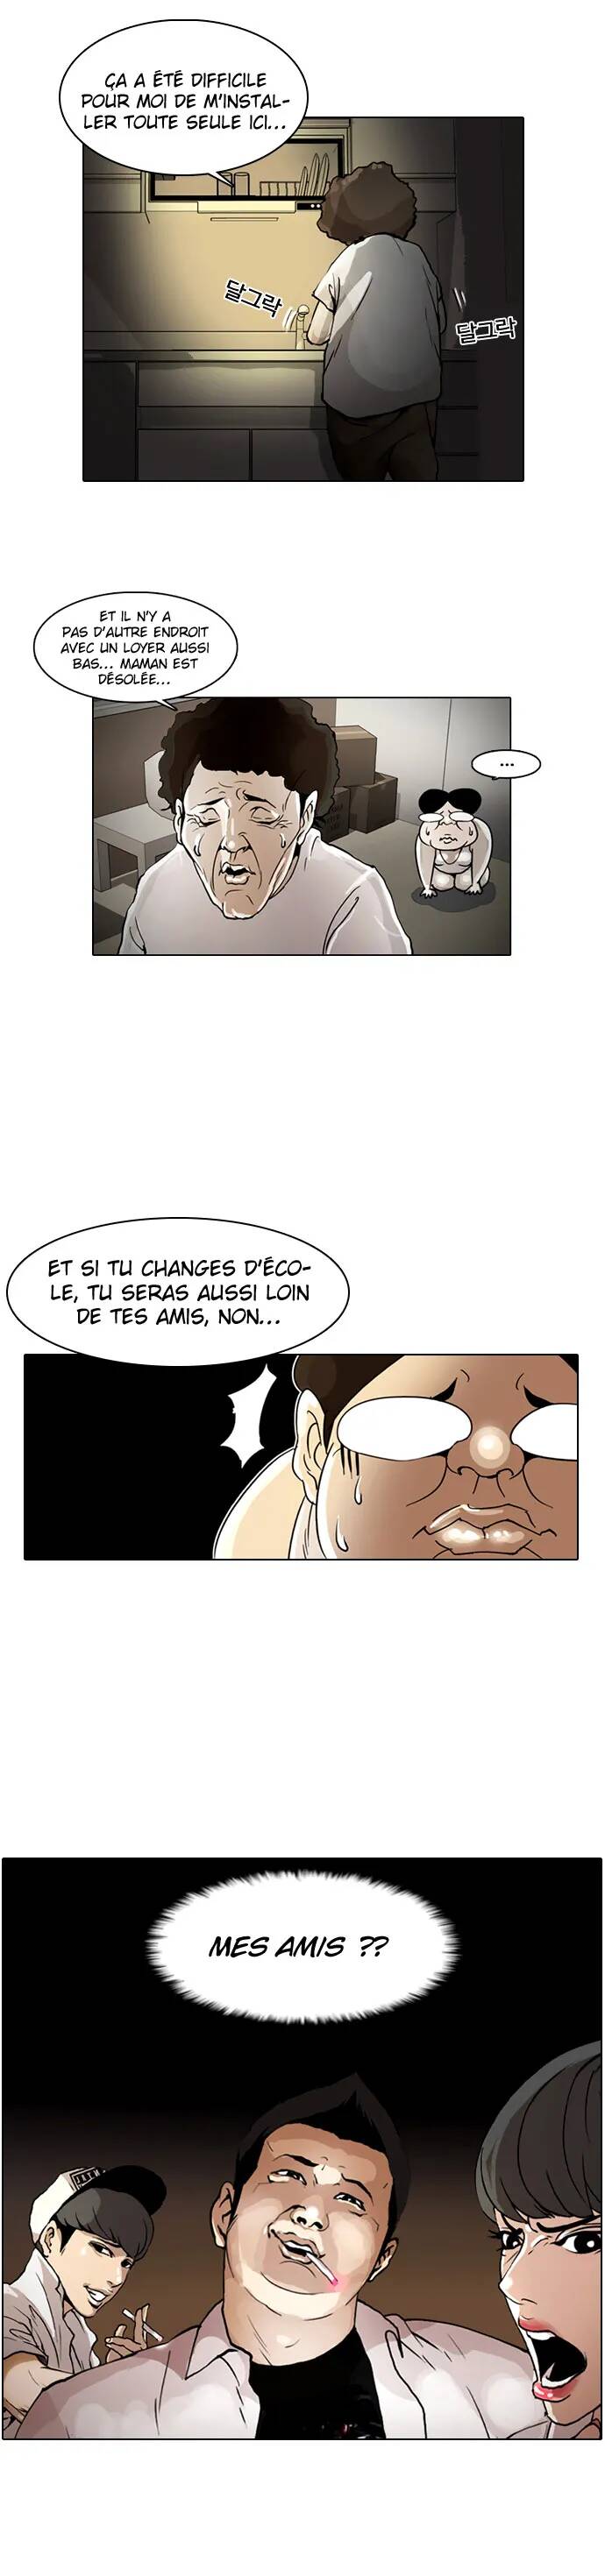 ÇA A ÉTÉ DIFFICILE
POUR MOI DE M'INSTAL-
LER TOUTE SEULE ICI...
달그락
달그락
ET IL N'Y A
PAS D'AUTRE ENDROIT
AVEC UN LOYER AUSSI
BAS... MAMAN EST
DÉSOLÉE...
...
ET SI TU CHANGES D'ÉCO-
LE, TU SERAS AUSSI LOIN
DE TES AMIS, NON...
MES AMIS ??